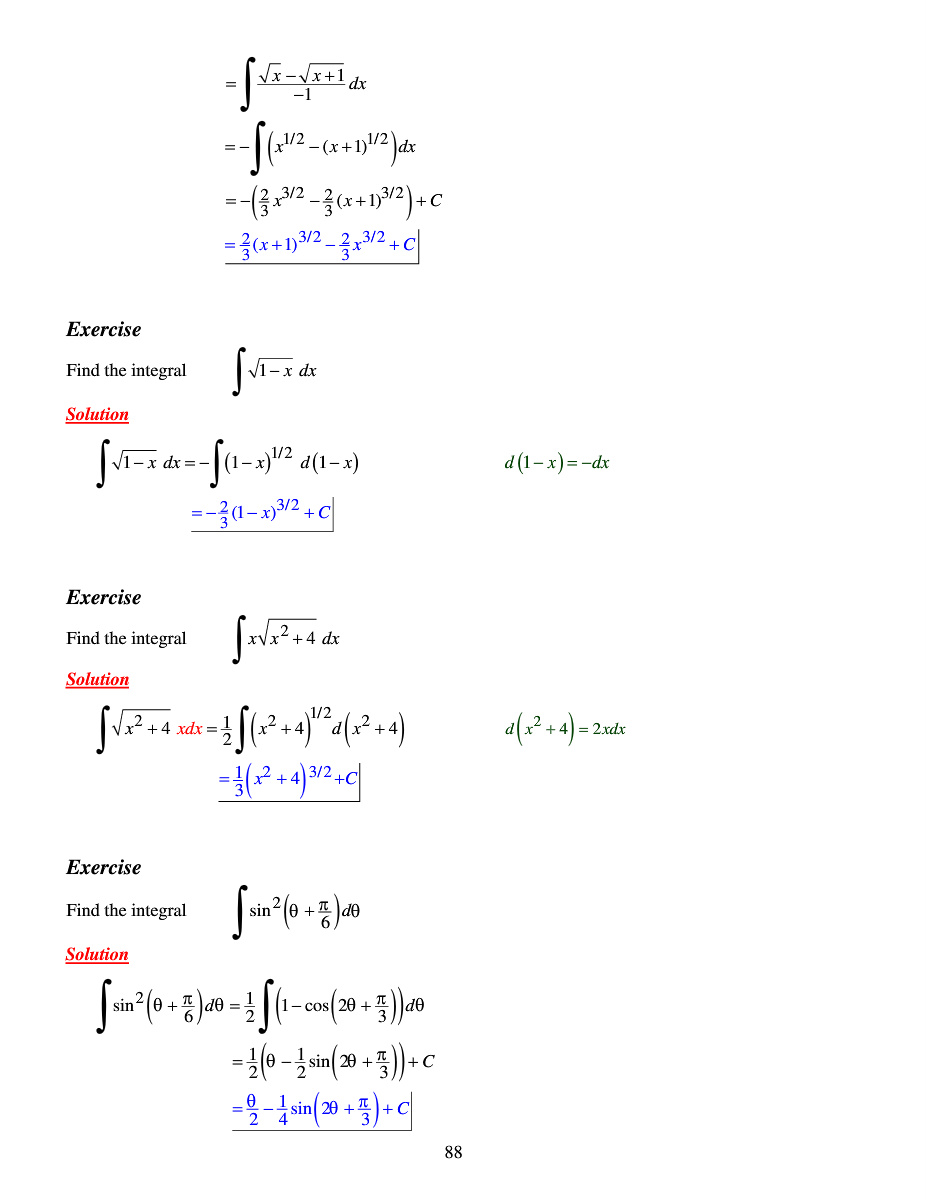 = ∫ (√x − √(x+1))/(−1) dx
= −∫ (x^{1/2} − (x+1)^{1/2}) dx
= −(2/3 x^{3/2} − 2/3 (x+1)^{3/2}) + C
= 2/3 (x+1)^{3/2} − 2/3 x^{3/2} + C
Exercise
Find the integral ∫ √(1−x) dx
Solution
∫ √(1−x) dx = −∫ (1−x)^{1/2} d(1−x) d(1−x) = −dx
= −2/3 (1−x)^{3/2} + C
Exercise
Find the integral ∫ x√(x²+4) dx
Solution
∫ √(x²+4) xdx = 1/2 ∫ (x²+4)^{1/2} d(x²+4) d(x²+4) = 2xdx
= 1/3 (x²+4)^{3/2} + C
Exercise
Find the integral ∫ sin²(θ + π/6) dθ
Solution
∫ sin²(θ + π/6) dθ = 1/2 ∫ (1 − cos(2θ + π/3)) dθ
= 1/2 (θ − 1/2 sin(2θ + π/3)) + C
= θ/2 − 1/4 sin(2θ + π/3) + C
88